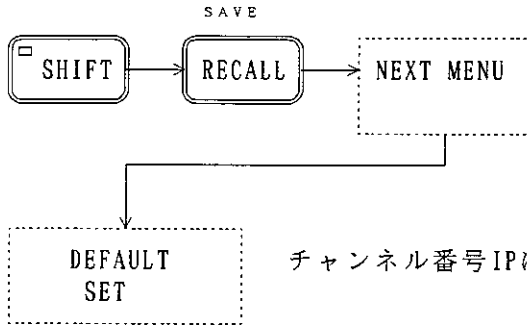 SAVE
SHIFT RECALL NEXT MENU
DEFAULT
SET
チャンネル番号IP